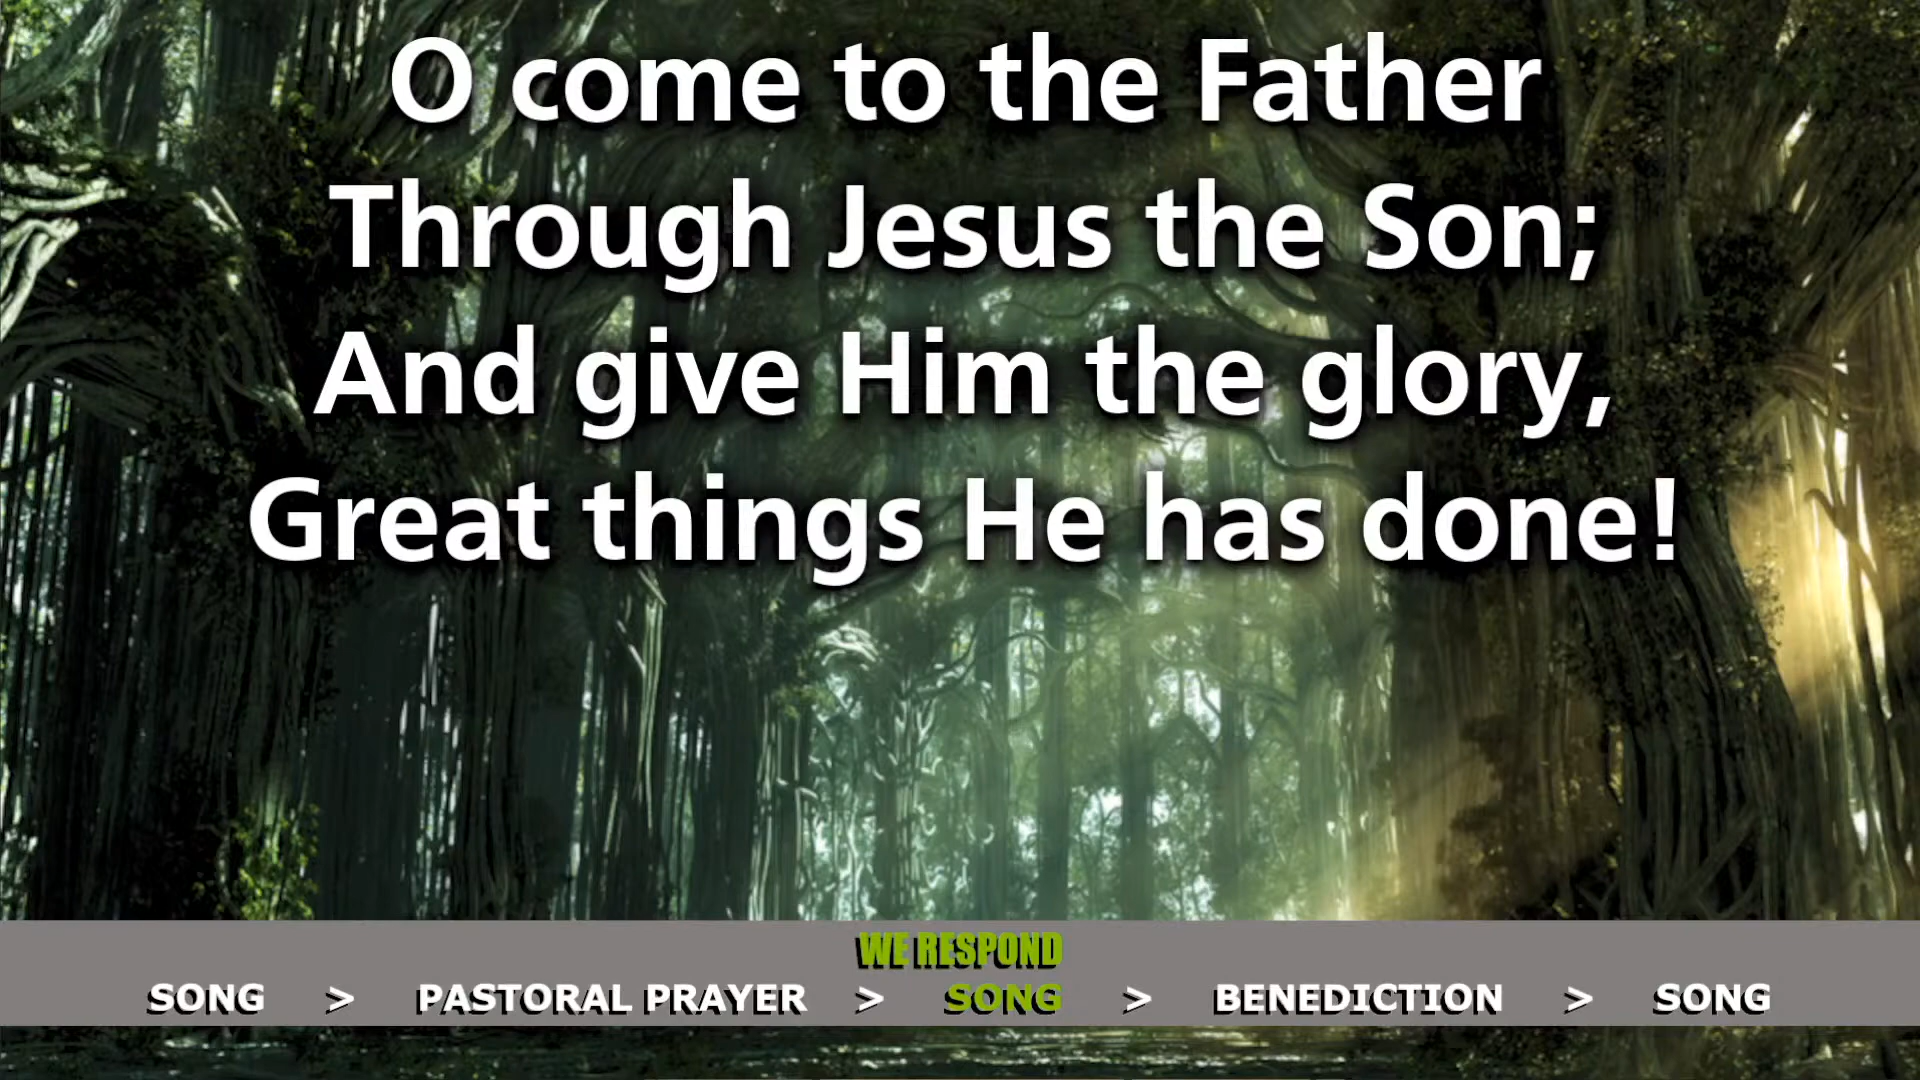 O come to the Father
Through Jesus the Son;
And give Him the glory,
Great things He has done!
WE RESPOND
SONG > PASTORAL PRAYER > SONG > BENEDICTION > SONG